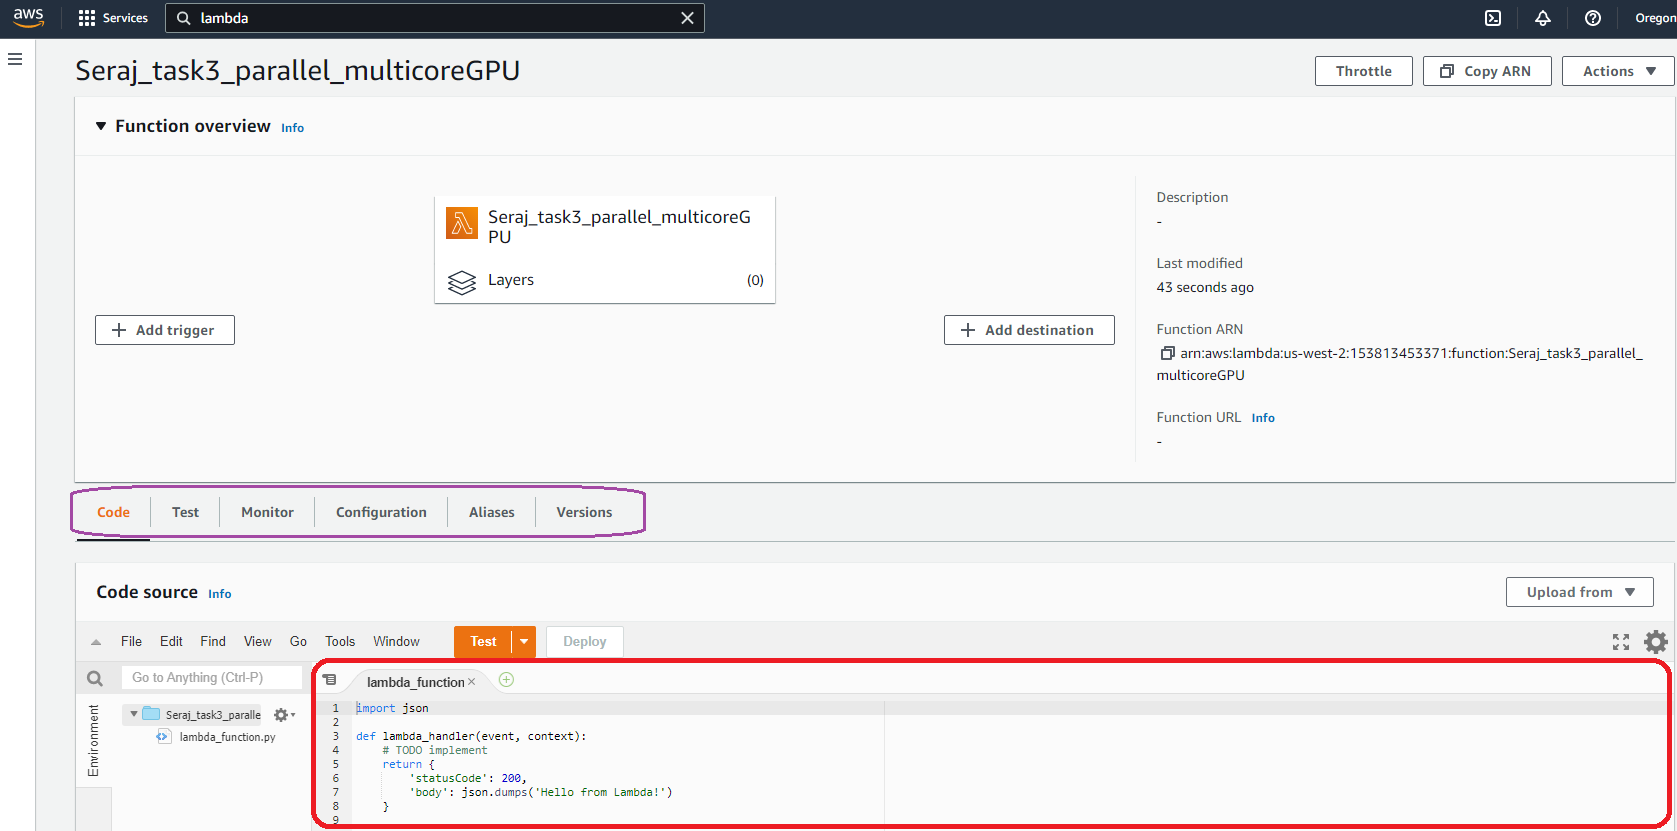 aws Services lambda Oregon
Seraj_task3_parallel_multicoreGPU
Throttle Copy ARN Actions
Function overview Info
Seraj_task3_parallel_multicoreG
PU
Layers (0)
Add trigger
Add destination
Description
-
Last modified
43 seconds ago
Function ARN
arn:aws:lambda:us-west-2:153813453371:function:Seraj_task3_parallel_
multicoreGPU
Function URL Info
-
Code Test Monitor Configuration Aliases Versions
Code source Info
Upload from
File Edit Find View Go Tools Window Test Deploy
Go to Anything (Ctrl-P)
Environment
Seraj_task3_paralle
lambda_function.py
lambda_function
1 import json
2
3 def lambda_handler(event, context):
4 # TODO implement
5 return {
6 'statusCode': 200,
7 'body': json.dumps('Hello from Lambda!')
8 }
9